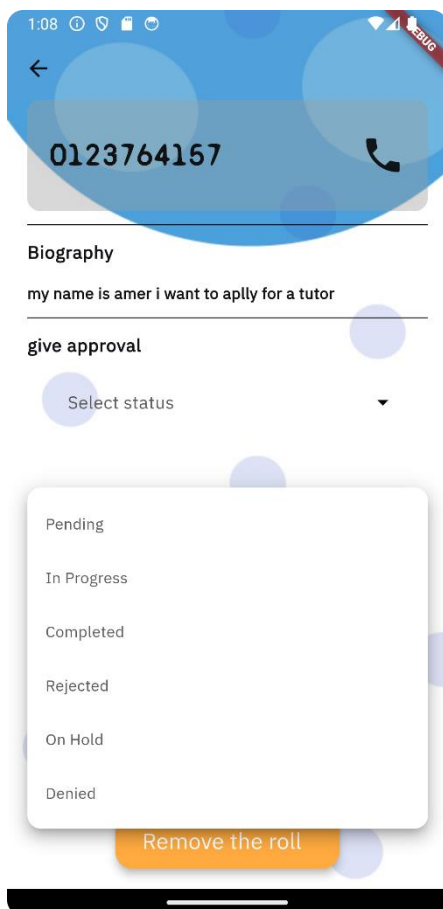 1:08
DEBUG
0123764157
Biography
my name is amer i want to aplly for a tutor
give approval
Select status
Pending
In Progress
Completed
Rejected
On Hold
Denied
Remove the roll